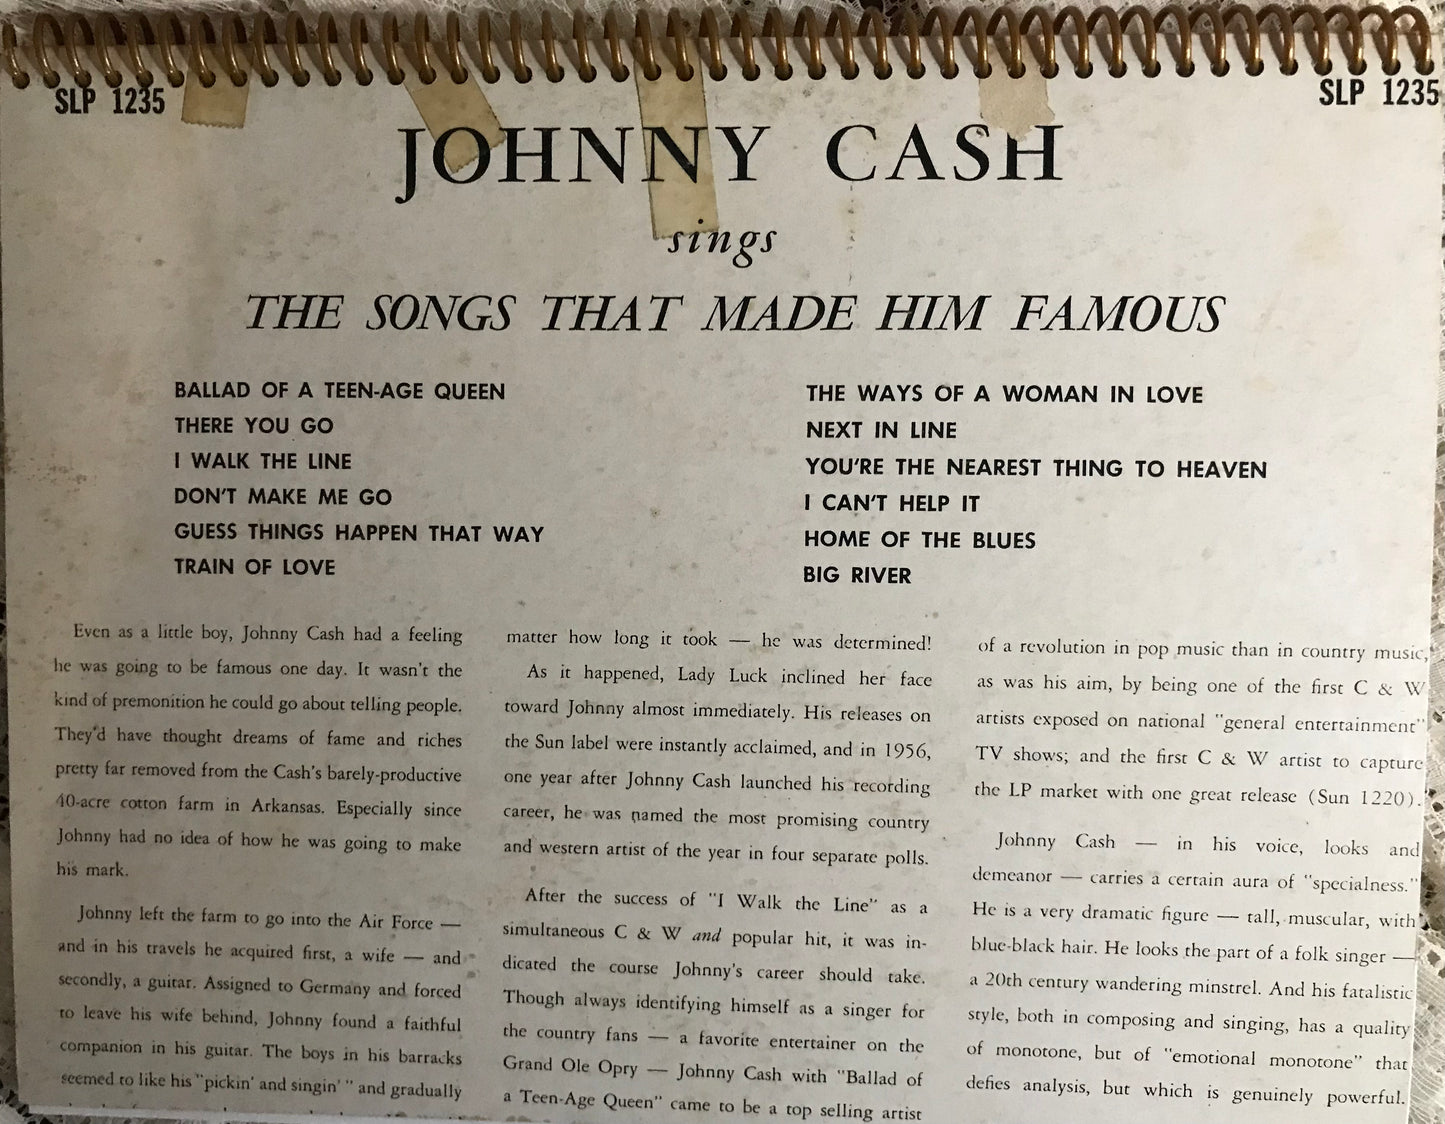 SLP 1235
SLP 1235
JOHNNY CASH
sings
THE SONGS THAT MADE HIM FAMOUS
BALLAD OF A TEEN-AGE QUEEN
THERE YOU GO
I WALK THE LINE
DON'T MAKE ME GO
GUESS THINGS HAPPEN THAT WAY
TRAIN OF LOVE
THE WAYS OF A WOMAN IN LOVE
NEXT IN LINE
YOU'RE THE NEAREST THING TO HEAVEN
I CAN'T HELP IT
HOME OF THE BLUES
BIG RIVER
Even as a little boy, Johnny Cash had a feeling
he was going to be famous one day. It wasn't the
kind of premonition he could go about telling people.
They'd have thought dreams of fame and riches
pretty far removed from the Cash's barely-productive
40-acre cotton farm in Arkansas. Especially since
Johnny had no idea of how he was going to make
his mark.
Johnny left the farm to go into the Air Force —
and in his travels he acquired first, a wife — and
secondly, a guitar. Assigned to Germany and forced
to leave his wife behind, Johnny found a faithful
companion in his guitar. The boys in his barracks
seemed to like his "pickin' and singin' " and gradually
matter how long it took — he was determined!
As it happened, Lady Luck inclined her face
toward Johnny almost immediately. His releases on
the Sun label were instantly acclaimed, and in 1956,
one year after Johnny Cash launched his recording
career, he was named the most promising country
and western artist of the year in four separate polls.
After the success of "I Walk the Line" as a
simultaneous C & W and popular hit, it was in-
dicated the course Johnny's career should take.
Though always identifying himself as a singer for
the country fans — a favorite entertainer on the
Grand Ole Opry — Johnny Cash with "Ballad of
a Teen-Age Queen" came to be a top selling artist
of a revolution in pop music than in country music,
as was his aim, by being one of the first C & W
artists exposed on national "general entertainment"
TV shows; and the first C & W artist to capture
the LP market with one great release (Sun 1220).
Johnny Cash — in his voice, looks and
demeanor — carries a certain aura of "specialness."
He is a very dramatic figure — tall, muscular, with
blue-black hair. He looks the part of a folk singer —
a 20th century wandering minstrel. And his fatalistic
style, both in composing and singing, has a quality
of monotone, but of "emotional monotone" that
defies analysis, but which is genuinely powerful.